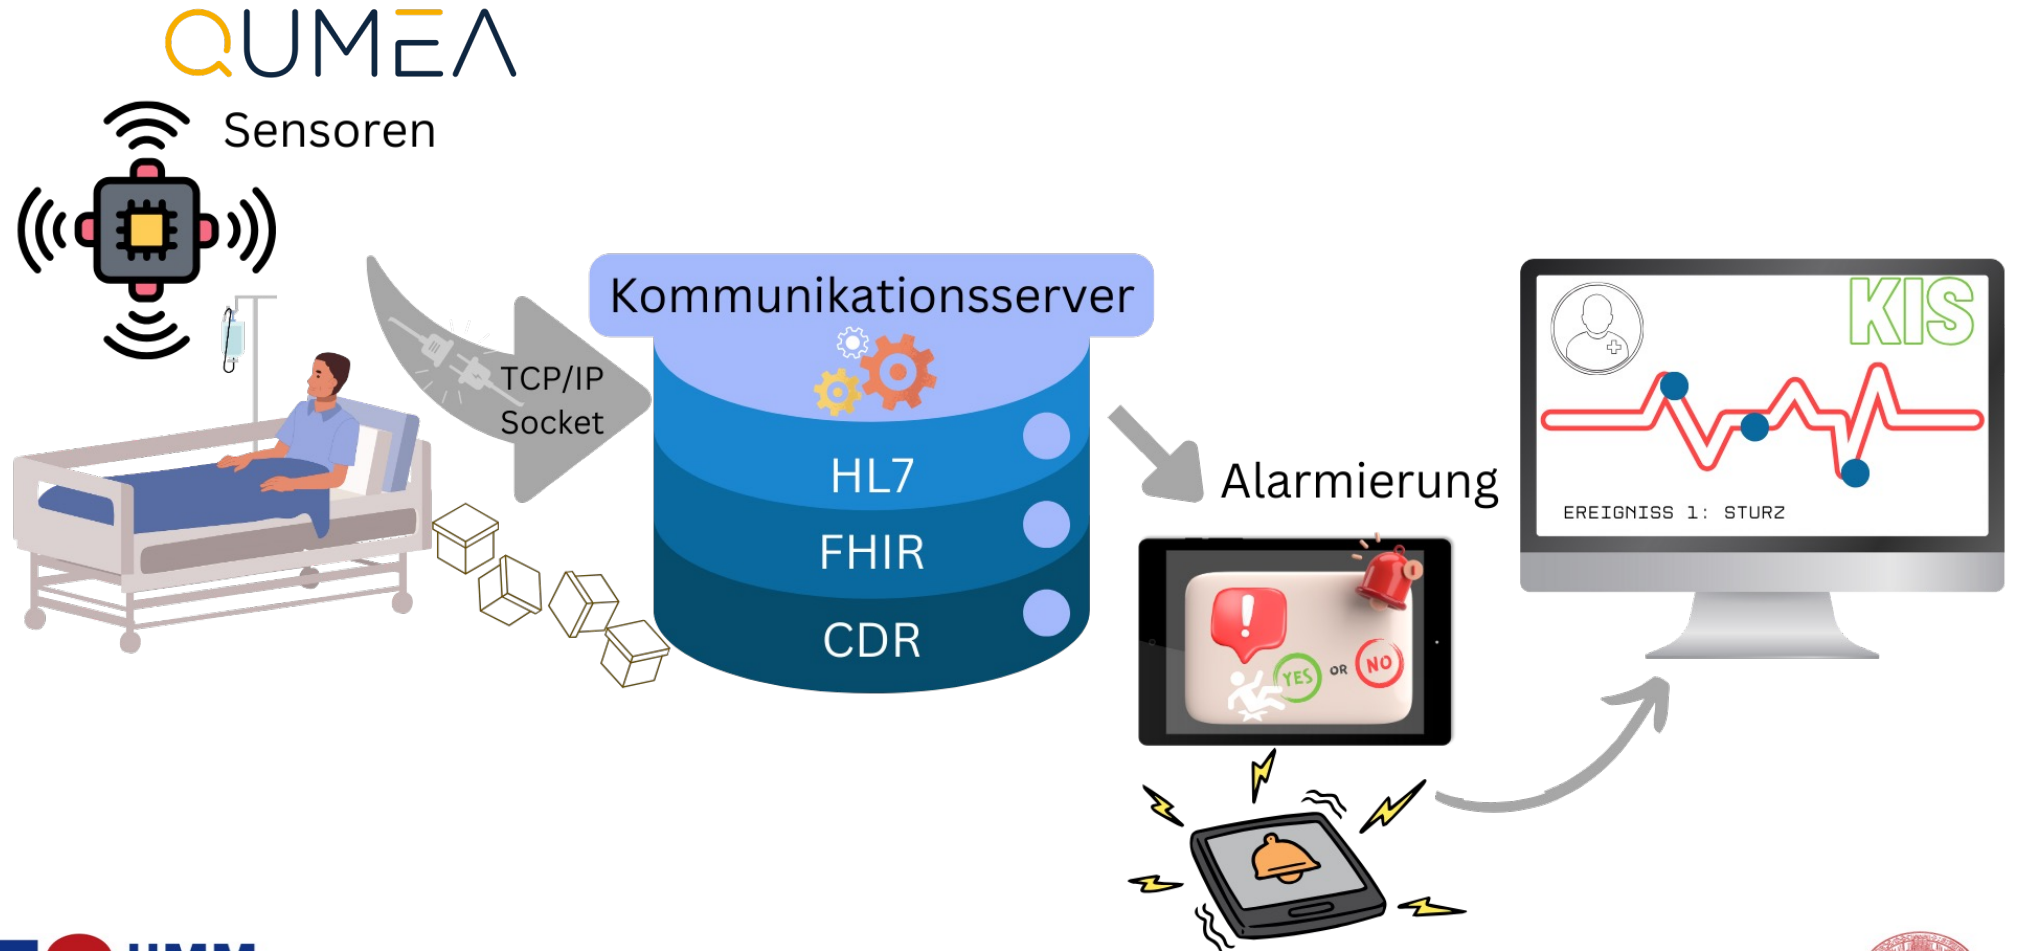 QUMEA
Sensoren
TCP/IP
Socket
Kommunikationsserver
HL7
FHIR
CDR
Alarmierung
!
YES OR NO
KIS
EREIGNISS 1: STURZ